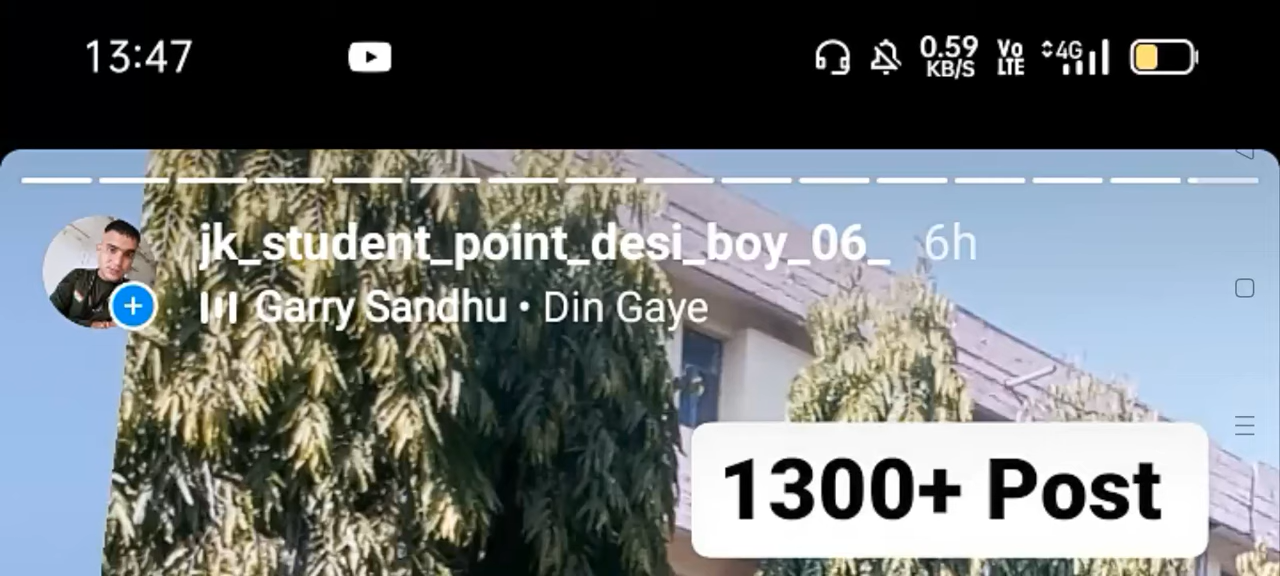 13:47
0.59 KB/S
Vo LTE
4G
jk_student_point_desi_boy_06_ 6h
Garry Sandhu • Din Gaye
1300+ Post